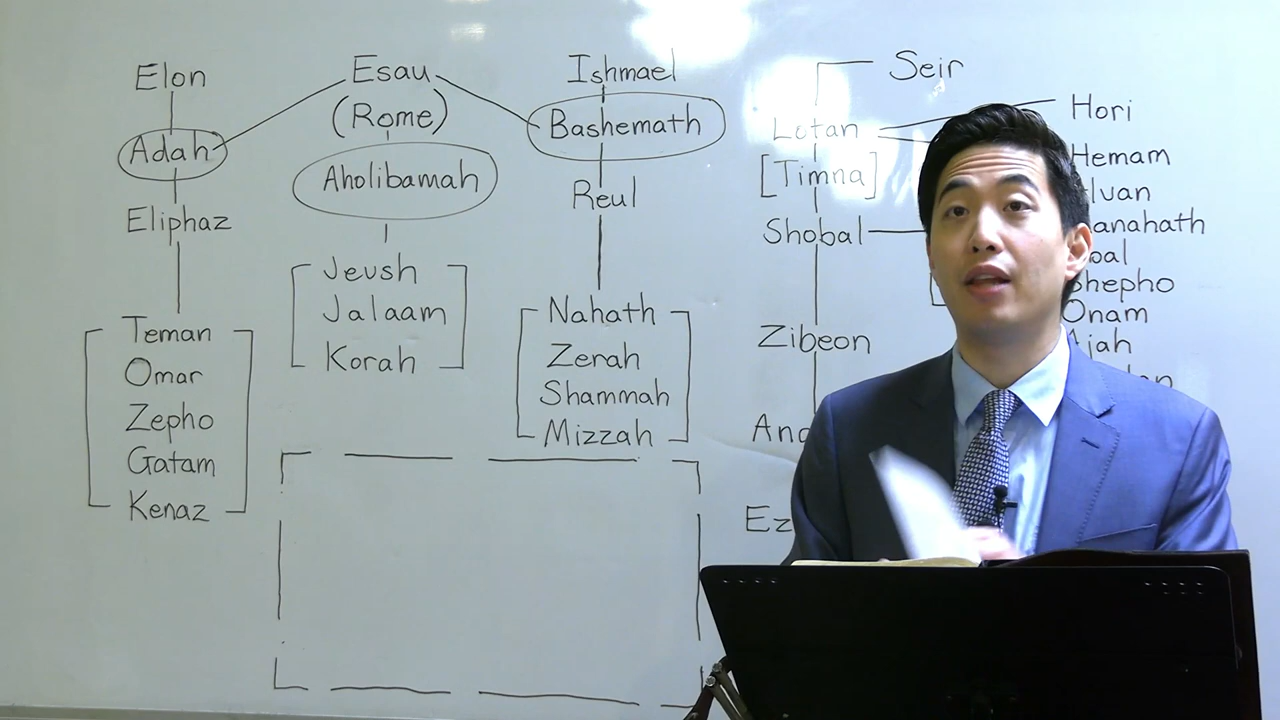 Elon
Adah
Eliphaz
Teman
Omar
Zepho
Gatam
Kenaz
Esau
(Rome)
Aholibamah
Jeush
Jalaam
Korah
Ishmael
Bashemath
Reul
Nahath
Zerah
Shammah
Mizzah
Seir
Lotan
[Timna]
Shobal
Zibeon
Hori
Hemam
Onam